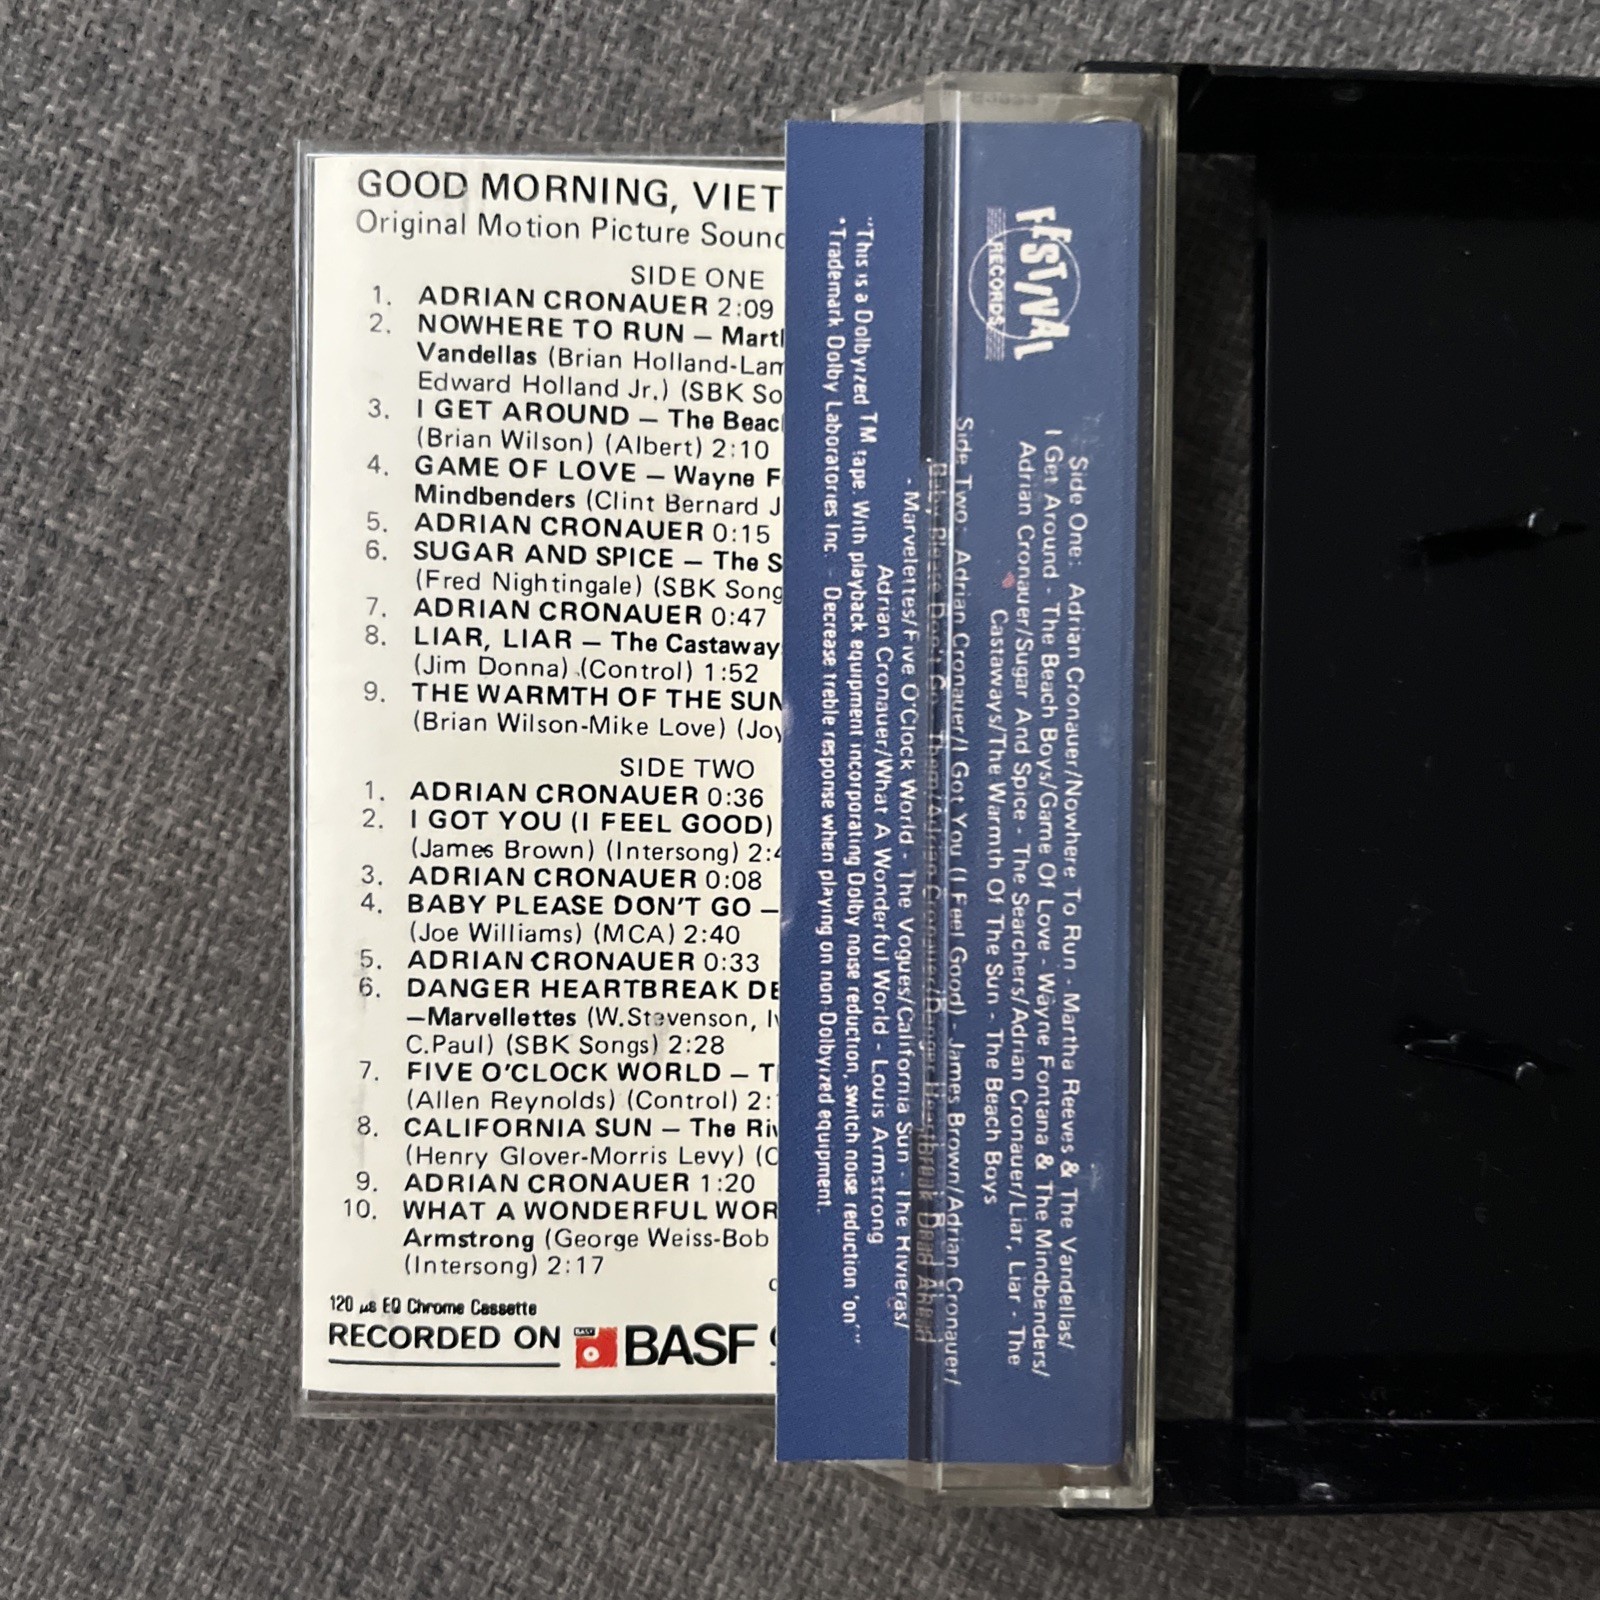 GOOD MORNING, VIET
Original Motion Picture Sound
SIDE ONE
1. ADRIAN CRONAUER 2:09
2. NOWHERE TO RUN – Marth
Vandellas (Brian Holland-Lam
Edward Holland Jr.) (SBK So
3. I GET AROUND – The Beac
(Brian Wilson) (Albert) 2:10
4. GAME OF LOVE – Wayne F
Mindbenders (Clint Bernard J
5. ADRIAN CRONAUER 0:15
6. SUGAR AND SPICE – The S
(Fred Nightingale) (SBK Song
7. ADRIAN CRONAUER 0:47
8. LIAR, LIAR – The Castaway
(Jim Donna) (Control) 1:52
9. THE WARMTH OF THE SUN
(Brian Wilson-Mike Love) (Joy
SIDE TWO
1. ADRIAN CRONAUER 0:36
2. I GOT YOU (I FEEL GOOD)
(James Brown) (Intersong) 2:4
3. ADRIAN CRONAUER 0:08
4. BABY PLEASE DON'T GO –
(Joe Williams) (MCA) 2:40
5. ADRIAN CRONAUER 0:33
6. DANGER HEARTBREAK DE
–Marvellettes (W.Stevenson, Iv
C.Paul) (SBK Songs) 2:28
7. FIVE O'CLOCK WORLD – T
(Allen Reynolds) (Control) 2:
8. CALIFORNIA SUN – The Riv
(Henry Glover-Morris Levy) (C
9. ADRIAN CRONAUER 1:20
10. WHAT A WONDERFUL WOR
Armstrong (George Weiss-Bob
(Intersong) 2:17
120 µs EQ Chrome Cassette
RECORDED ON BASF
FESTIVAL
RECORDS
Side One: Adrian Cronauer/Nowhere To Run - Martha Reeves & The Vandellas/
I Get Around - The Beach Boys/Game Of Love - Wayne Fontana & The Mindbenders/
Adrian Cronauer/Sugar And Spice - The Searchers/Adrian Cronauer/Liar, Liar - The
Castaways/The Warmth Of The Sun - The Beach Boys
Side Two: Adrian Cronauer/I Got You (I Feel Good) - James Brown/Adrian Cronauer/
Baby Please Don't Go - Them/Adrian Cronauer/Danger Heartbreak Dead Ahead
- Marvelettes/Five O'Clock World - The Vogues/California Sun - The Rivieras/
Adrian Cronauer/What A Wonderful World - Louis Armstrong
"This is a Dolbyized TM tape. With playback equipment incorporating Dolby noise reduction, switch noise reduction 'on'"
*Trademark Dolby Laboratories Inc - Decrease treble response when playing on non-Dolbyized equipment.